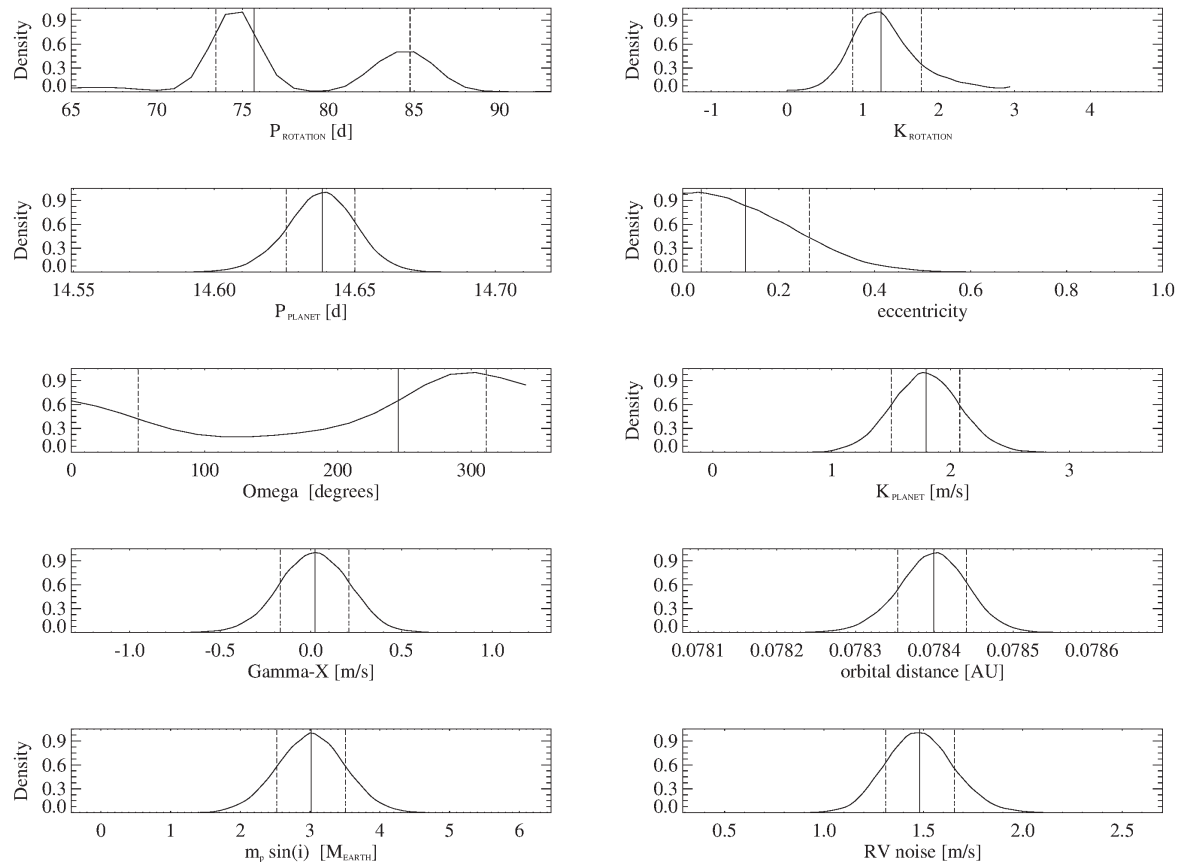 Density 0.9 0.6 0.3 0.0
65 70 75 80 85 90
P ROTATION [d]
Density 0.9 0.6 0.3 0.0
-1 0 1 2 3 4
K ROTATION
Density 0.9 0.6 0.3 0.0
14.55 14.60 14.65 14.70
P PLANET [d]
Density 0.9 0.6 0.3 0.0
0.0 0.2 0.4 0.6 0.8 1.0
eccentricity
0.9 0.6 0.3 0.0
0 100 200 300
Omega [degrees]
Density 0.9 0.6 0.3 0.0
0 1 2 3
K PLANET [m/s]
Density 0.9 0.6 0.3 0.0
-1.0 -0.5 0.0 0.5 1.0
Gamma-X [m/s]
0.9 0.6 0.3 0.0
0.0781 0.0782 0.0783 0.0784 0.0785 0.0786
orbital distance [AU]
Density 0.9 0.6 0.3 0.0
0 1 2 3 4 5 6
m p sin(i) [M EARTH]
0.9 0.6 0.3 0.0
0.5 1.0 1.5 2.0 2.5
RV noise [m/s]